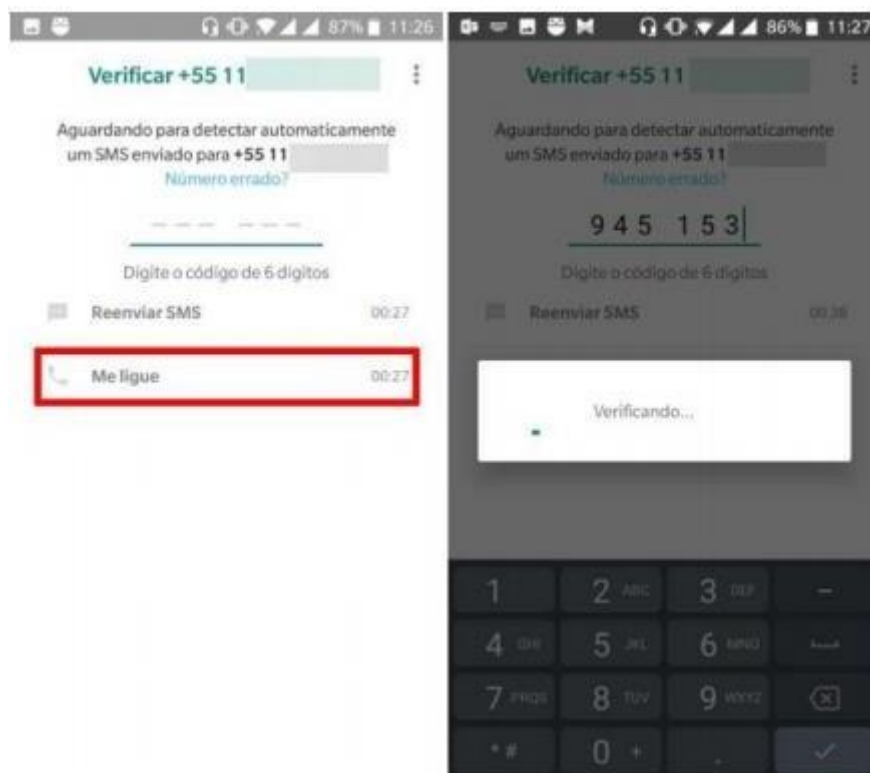 87% 11:26
Verificar +55 11
Aguardando para detectar automaticamente
um SMS enviado para +55 11
Número errado?
Digite o código de 6 dígitos
Reenviar SMS 00:27
Me ligue 00:27
86% 11:27
Verificar +55 11
Aguardando para detectar automaticamente
um SMS enviado para +55 11
Número errado?
945 153
Digite o código de 6 dígitos
Reenviar SMS
Verificando...
1
2 ABC
3 DEF
4 GHI
5 JKL
6 MNO
7 PRQS
8 TUV
9 WXYZ
* #
0 +